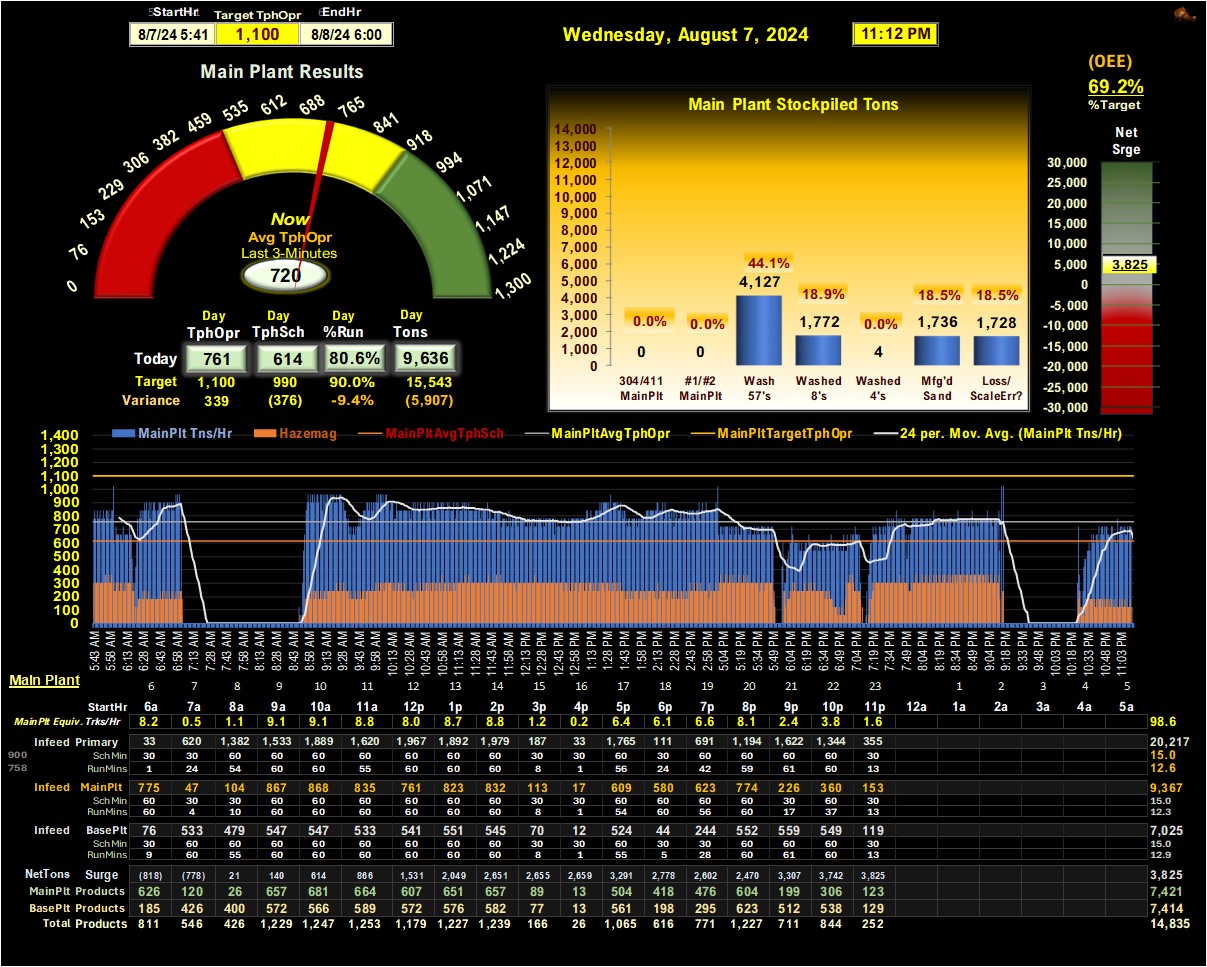 StartHr Target TphOpr EndHr
8/7/24 5:41 1,100 8/8/24 6:00
Wednesday, August 7, 2024 11:12 PM
(OEE)
69.2%
%Target
Net
Srge
Main Plant Results
0 76 153 229 306 382 459 535 612 688 765 841 918 994 1,071 1,147 1,224 1,300
Now
Avg TphOpr
Last 3-Minutes
720
Day Day Day Day
TphOpr TphSch %Run Tons
Today 761 614 80.6% 9,636
Target 1,100 990 90.0% 15,543
Variance 339 (376) -9.4% (5,907)
Main Plant Stockpiled Tons
14,000
13,000
12,000
11,000
10,000
9,000
8,000
7,000
6,000
5,000
4,000
3,000
2,000
1,000
0
0.0% 0.0% 44.1% 18.9% 0.0% 18.5% 18.5%
0 0 4,127 1,772 4 1,736 1,728
304/411 #1/#2 Wash Washed Washed Mfg'd Loss/
MainPlt MainPlt 57's 8's 4's Sand ScaleErr?
30,000
25,000
20,000
15,000
10,000
5,000
0
-5,000
-10,000
-15,000
-20,000
-25,000
-30,000
3,825
MainPlt Tns/Hr Hazemag MainPltAvgTphSch MainPltAvgTphOpr MainPltTargetTphOpr 24 per. Mov. Avg. (MainPlt Tns/Hr)
1,400
1,300
1,200
1,100
1,000
900
800
700
600
500
400
300
200
100
0
5:43 AM 5:58 AM 6:13 AM 6:28 AM 6:43 AM 6:58 AM 7:13 AM 7:28 AM 7:43 AM 7:58 AM 8:13 AM 8:28 AM 8:43 AM 8:58 AM 9:13 AM 9:28 AM 9:43 AM 9:58 AM 10:13 AM 10:28 AM 10:43 AM 10:58 AM 11:13 AM 11:28 AM 11:43 AM 11:58 AM 12:13 PM 12:28 PM 12:43 PM 12:59 PM 1:13 PM 1:28 PM 1:43 PM 1:58 PM 2:13 PM 2:28 PM 2:43 PM 2:58 PM 5:04 PM 5:19 PM 5:34 PM 5:49 PM 6:04 PM 6:19 PM 6:34 PM 6:49 PM 7:04 PM 7:19 PM 7:34 PM 7:49 PM 8:04 PM 8:19 PM 8:34 PM 8:49 PM 9:04 PM 9:18 PM 9:33 PM 9:48 PM 10:03 PM 10:18 PM 10:33 PM 10:48 PM 11:03 PM
Main Plant
6 7 8 9 10 11 12 13 14 15 16 17 18 19 20 21 22 23 1 2 3 4 5
StartHr 6a 7a 8a 9a 10a 11a 12p 1p 2p 3p 4p 5p 6p 7p 8p 9p 10p 11p 12a 1a 2a 3a 4a 5a
MainPlt Equiv. Trks/Hr 8.2 0.5 1.1 9.1 9.1 8.8 8.0 8.7 8.8 1.2 0.2 6.4 6.1 6.6 8.1 2.4 3.8 1.6 98.6
Infeed Primary 33 620 1,382 1,533 1,889 1,620 1,967 1,892 1,979 187 33 1,765 111 691 1,194 1,622 1,344 355 20,217
900 SchMin 30 30 60 60 60 60 60 60 60 30 30 60 60 60 60 60 60 30 15.0
758 RunMins 1 24 54 60 60 55 60 60 60 8 1 56 24 42 59 61 60 13 12.6
Infeed MainPlt 775 47 104 867 868 835 761 823 832 113 17 609 580 623 774 226 360 153 9,367
SchMin 60 30 30 60 60 60 60 60 60 30 30 60 60 60 60 30 60 30 15.0
RunMins 60 4 10 60 60 60 60 60 60 8 1 54 60 56 60 17 37 13 12.3
Infeed BasePlt 76 533 479 547 547 533 541 551 545 70 12 524 44 244 552 559 549 119 7,025
SchMin 30 60 60 60 60 60 60 60 60 30 30 60 30 60 60 60 60 30 15.0
RunMins 9 60 55 60 60 60 60 60 60 8 1 55 5 28 60 61 60 13 12.9
NetTons Surge (818) (778) 21 140 614 866 1,531 2,049 2,651 2,655 2,659 3,291 2,778 2,602 2,470 3,307 3,742 3,825 3,825
MainPlt Products 626 120 26 657 681 664 607 651 657 89 13 504 418 476 604 199 306 123 7,421
BasePlt Products 185 426 400 572 566 589 572 576 582 77 13 561 198 295 623 512 538 129 7,414
Total Products 811 546 426 1,229 1,247 1,253 1,179 1,227 1,239 166 26 1,065 616 771 1,227 711 844 252 14,835